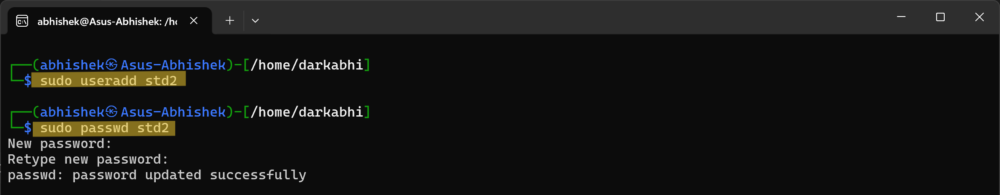 abhishek@Asus-Abhishek: /h
┌──(abhishek㉿Asus-Abhishek)-[/home/darkabhi]
└─$ sudo useradd std2
┌──(abhishek㉿Asus-Abhishek)-[/home/darkabhi]
└─$ sudo passwd std2
New password:
Retype new password:
passwd: password updated successfully